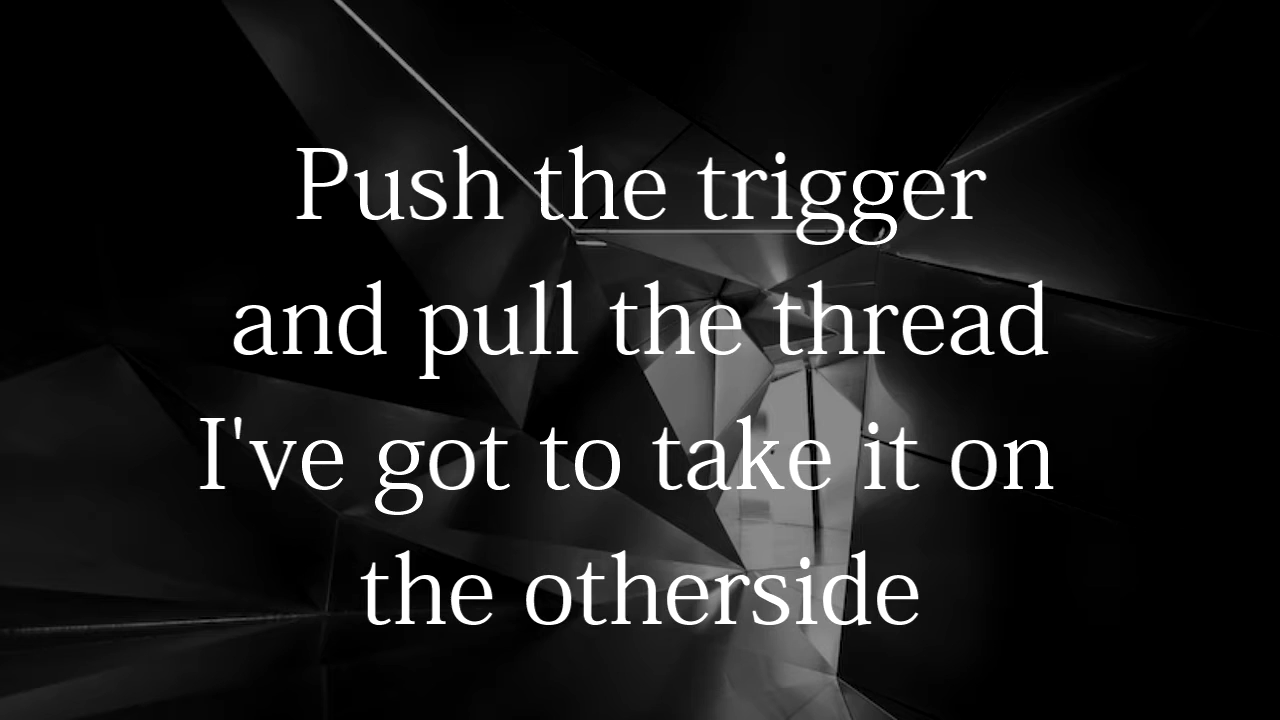 Push the trigger
and pull the thread
I've got to take it on
the otherside